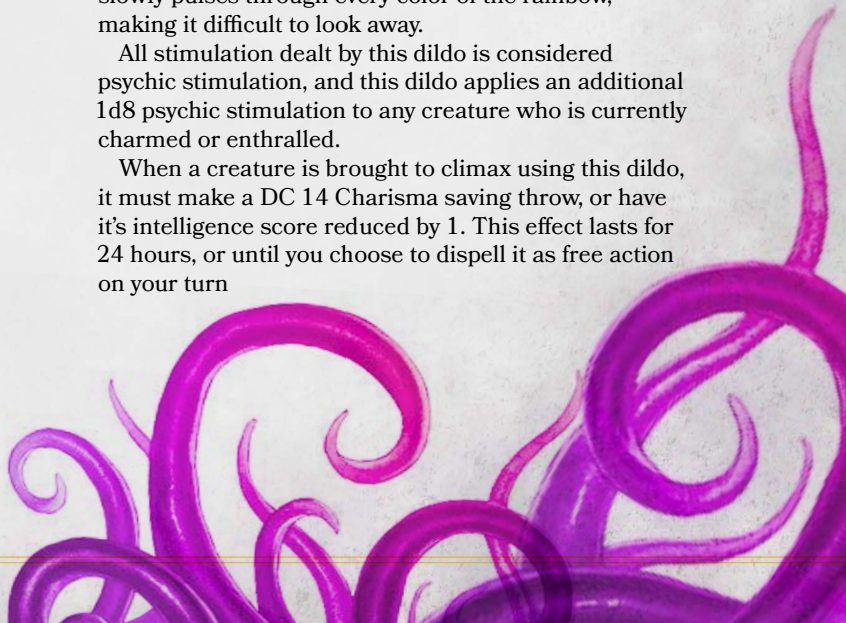 slowly pulses through every color of the rainbow,
making it difficult to look away.
All stimulation dealt by this dildo is considered
psychic stimulation, and this dildo applies an additional
1d8 psychic stimulation to any creature who is currently
charmed or enthralled.
When a creature is brought to climax using this dildo,
it must make a DC 14 Charisma saving throw, or have
it's intelligence score reduced by 1. This effect lasts for
24 hours, or until you choose to dispell it as free action
on your turn